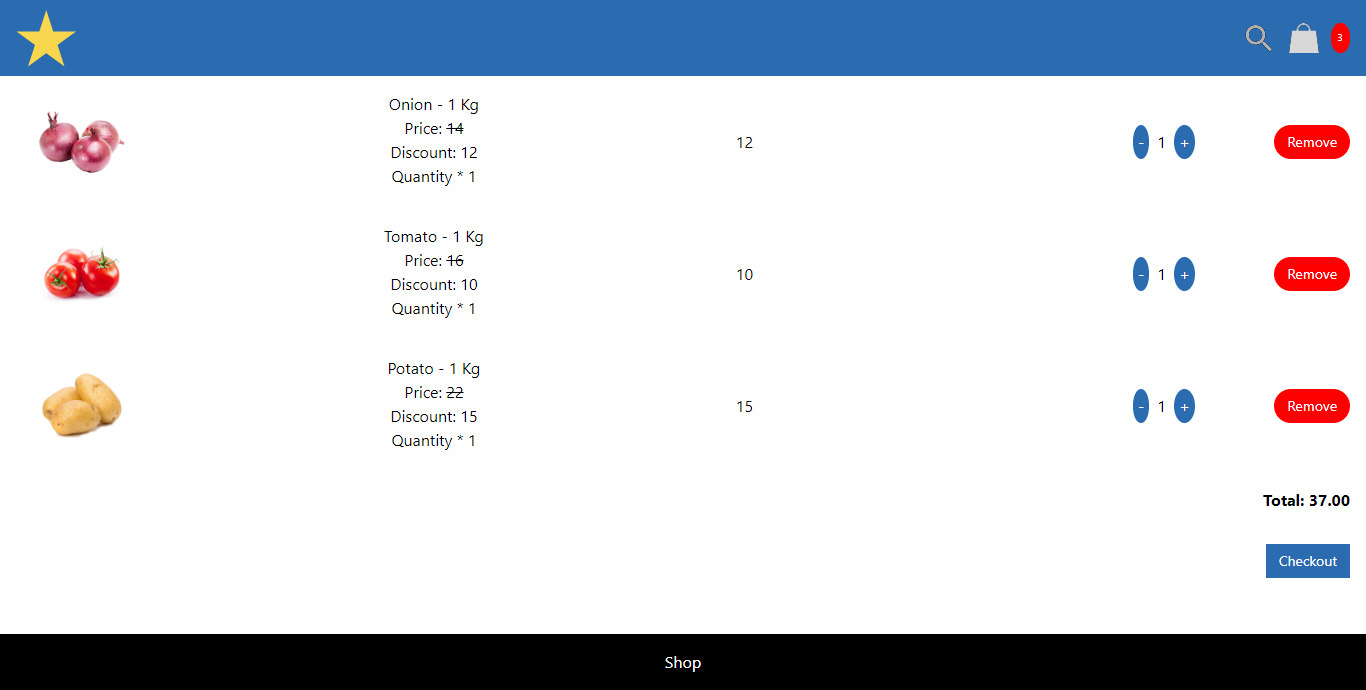 3
Onion - 1 Kg
Price: 14
Discount: 12
Quantity * 1
12
- 1 +
Remove
Tomato - 1 Kg
Price: 16
Discount: 10
Quantity * 1
10
- 1 +
Remove
Potato - 1 Kg
Price: 22
Discount: 15
Quantity * 1
15
- 1 +
Remove
Total: 37.00
Checkout
Shop